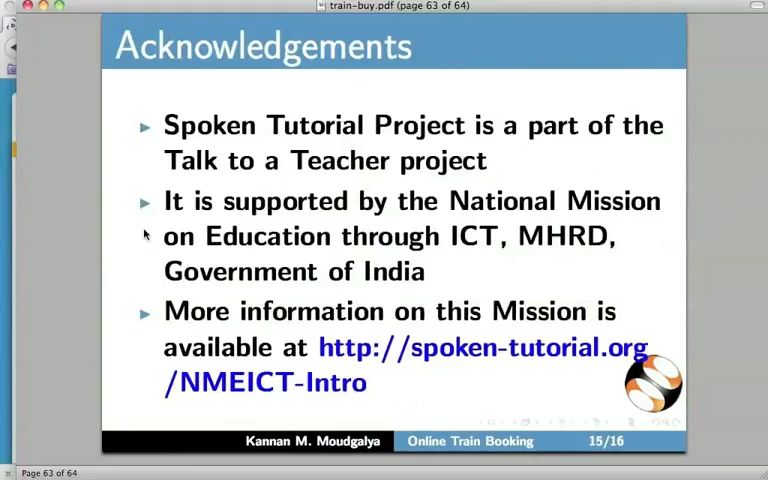 train-buy.pdf (page 63 of 64)
Acknowledgements
Spoken Tutorial Project is a part of the
Talk to a Teacher project
It is supported by the National Mission
on Education through ICT, MHRD,
Government of India
More information on this Mission is
available at http://spoken-tutorial.org
/NMEICT-Intro
Kannan M. Moudgalya Online Train Booking 15/16
Page 63 of 64